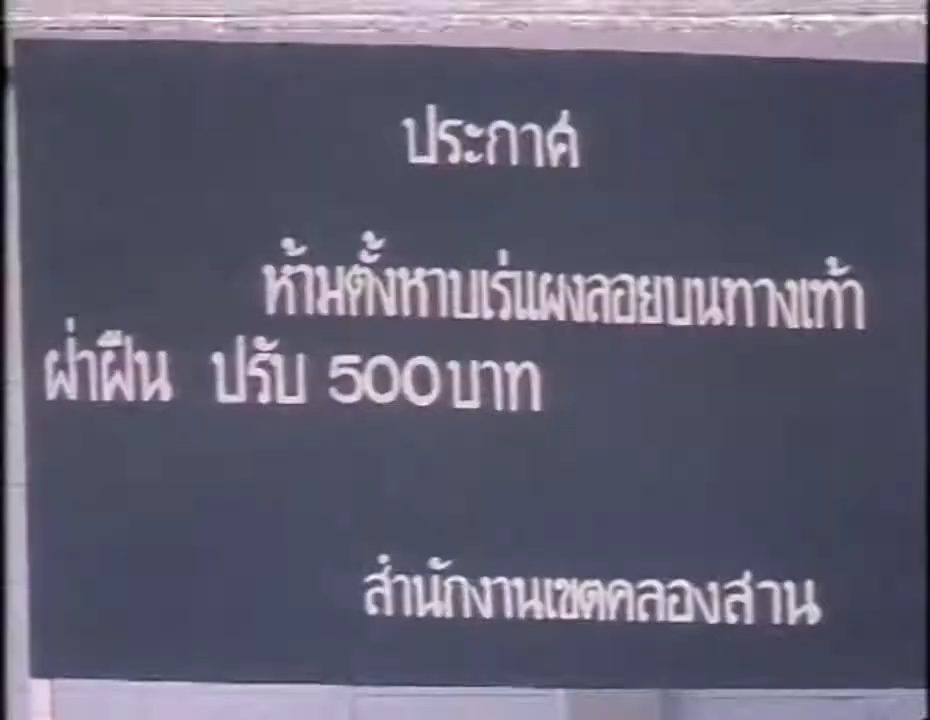 ประกาศ
ห้ามตั้งหาบเร่แผงลอยบนทางเท้า
ฝ่าฝืน ปรับ 500 บาท
สำนักงานเขตคลองสาน